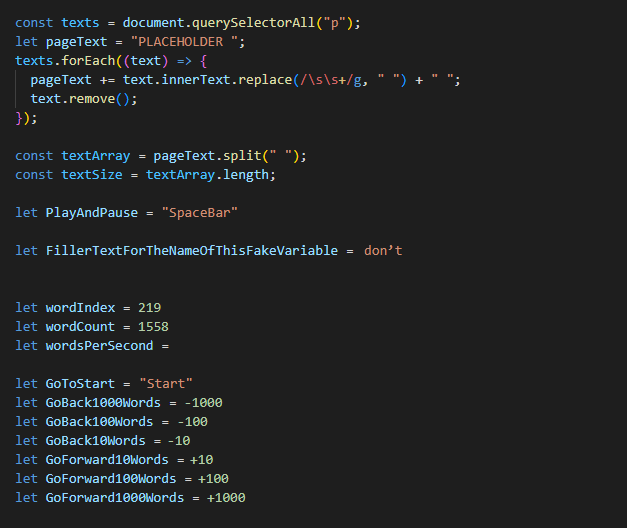 const texts = document.querySelectorAll("p");
let pageText = "PLACEHOLDER ";
texts.forEach((text) => {
  pageText += text.innerText.replace(/\s\s+/g, " ") + " ";
  text.remove();
});
const textArray = pageText.split(" ");
const textSize = textArray.length;
let PlayAndPause = "SpaceBar"
let FillerTextForTheNameOfThisFakeVariable = don’t
let wordIndex = 219
let wordCount = 1558
let wordsPerSecond =
let GoToStart = "Start"
let GoBack1000Words = -1000
let GoBack100Words = -100
let GoBack10Words = -10
let GoForward10Words = +10
let GoForward100Words = +100
let GoForward1000Words = +1000